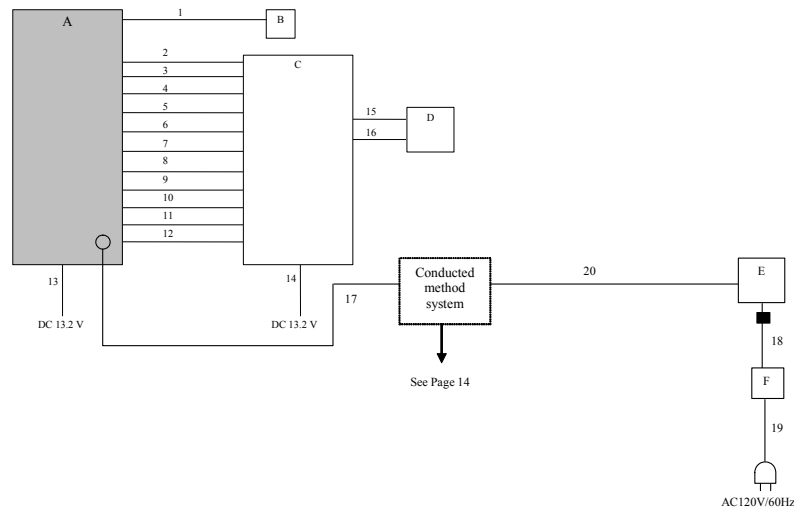 A
1
B
2
3
4
5
6
7
8
9
10
11
12
C
15
16
D
13
DC 13.2 V
14
DC 13.2 V
17
Conducted
method
system
See Page 14
20
E
18
F
19
AC120V/60Hz